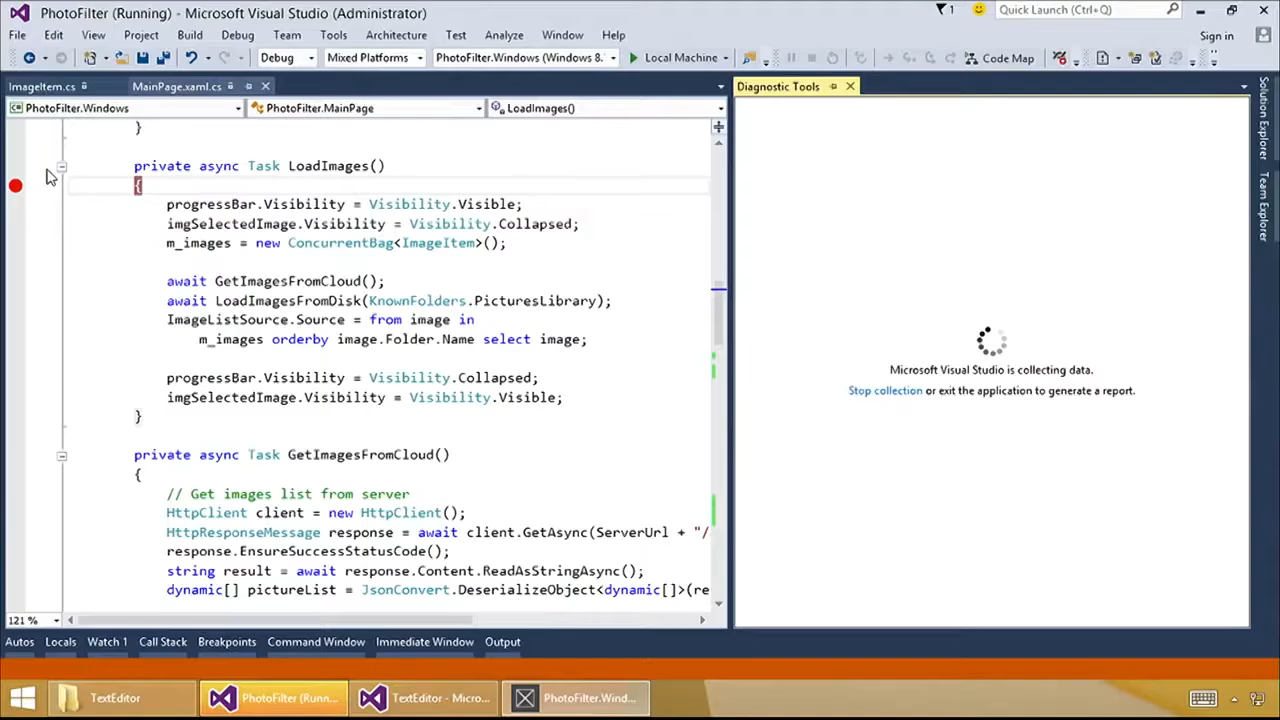 PhotoFilter (Running) - Microsoft Visual Studio (Administrator)
1
Quick Launch (Ctrl+Q)
File Edit View Project Build Debug Team Tools Architecture Test Analyze Window Help
Sign in
Debug Mixed Platforms PhotoFilter.Windows (Windows 8. Local Machine Code Map
ImageItem.cs MainPage.xaml.cs
PhotoFilter.Windows PhotoFilter.MainPage LoadImages()
}
private async Task LoadImages()
{
progressBar.Visibility = Visibility.Visible;
imgSelectedImage.Visibility = Visibility.Collapsed;
m_images = new ConcurrentBag<ImageItem>();
await GetImagesFromCloud();
await LoadImagesFromDisk(KnownFolders.PicturesLibrary);
ImageListSource.Source = from image in
m_images orderby image.Folder.Name select image;
progressBar.Visibility = Visibility.Collapsed;
imgSelectedImage.Visibility = Visibility.Visible;
}
private async Task GetImagesFromCloud()
{
// Get images list from server
HttpClient client = new HttpClient();
HttpResponseMessage response = await client.GetAsync(ServerUrl + "/
response.EnsureSuccessStatusCode();
string result = await response.Content.ReadAsStringAsync();
dynamic[] pictureList = JsonConvert.DeserializeObject<dynamic[]>(re
121 %
Diagnostic Tools
Microsoft Visual Studio is collecting data.
Stop collection or exit the application to generate a report.
Solution Explorer
Team Explorer
Autos Locals Watch 1 Call Stack Breakpoints Command Window Immediate Window Output
TextEditor
PhotoFilter (Runn...
TextEditor - Micro...
PhotoFilter.Wind...